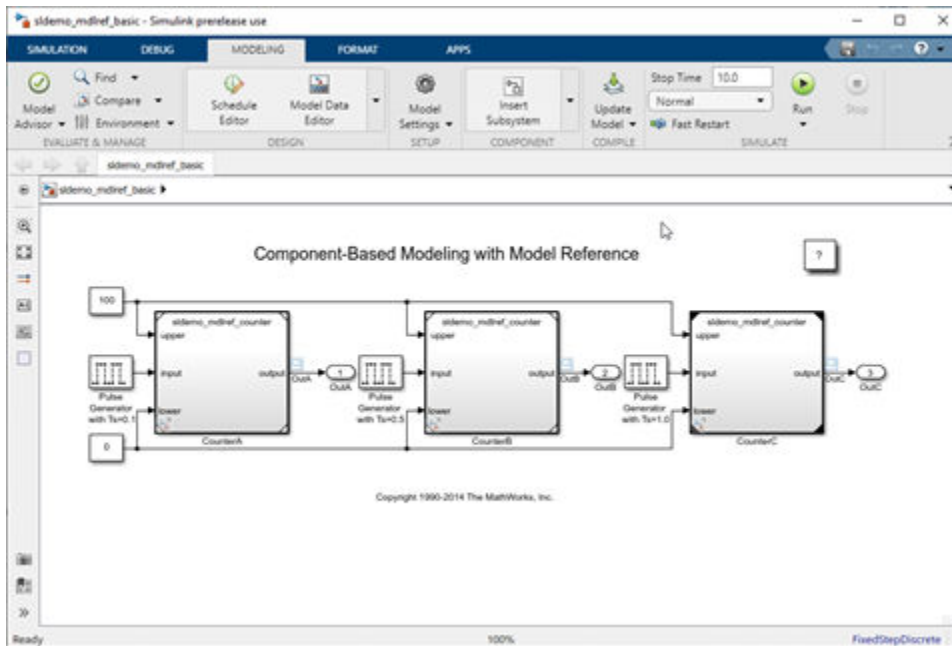 sldemo_mdlref_basic - Simulink prerelease use
SIMULATION DEBUG MODELING FORMAT APPS
Find Stop Time 10.0
Compare Normal
Model Advisor Environment Schedule Editor Model Data Editor Model Settings Insert Subsystem Update Model Fast Restart Run Stop
EVALUATE & MANAGE DESIGN SETUP COMPONENT COMPILE SIMULATE
sldemo_mdlref_basic
sldemo_mdlref_basic
Component-Based Modeling with Model Reference
?
100
sldemo_mdlref_counter sldemo_mdlref_counter sldemo_mdlref_counter
upper upper upper
input output OutA 1 OutA input output OutB 2 OutB input output OutC 3 OutC
Pulse Generator with Ts=0.1 Pulse Generator with Ts=0.5 Pulse Generator with Ts=1.0
lower lower lower
CounterA CounterB CounterC
0
Copyright 1990-2014 The MathWorks, Inc.
Ready 100% FixedStepDiscrete